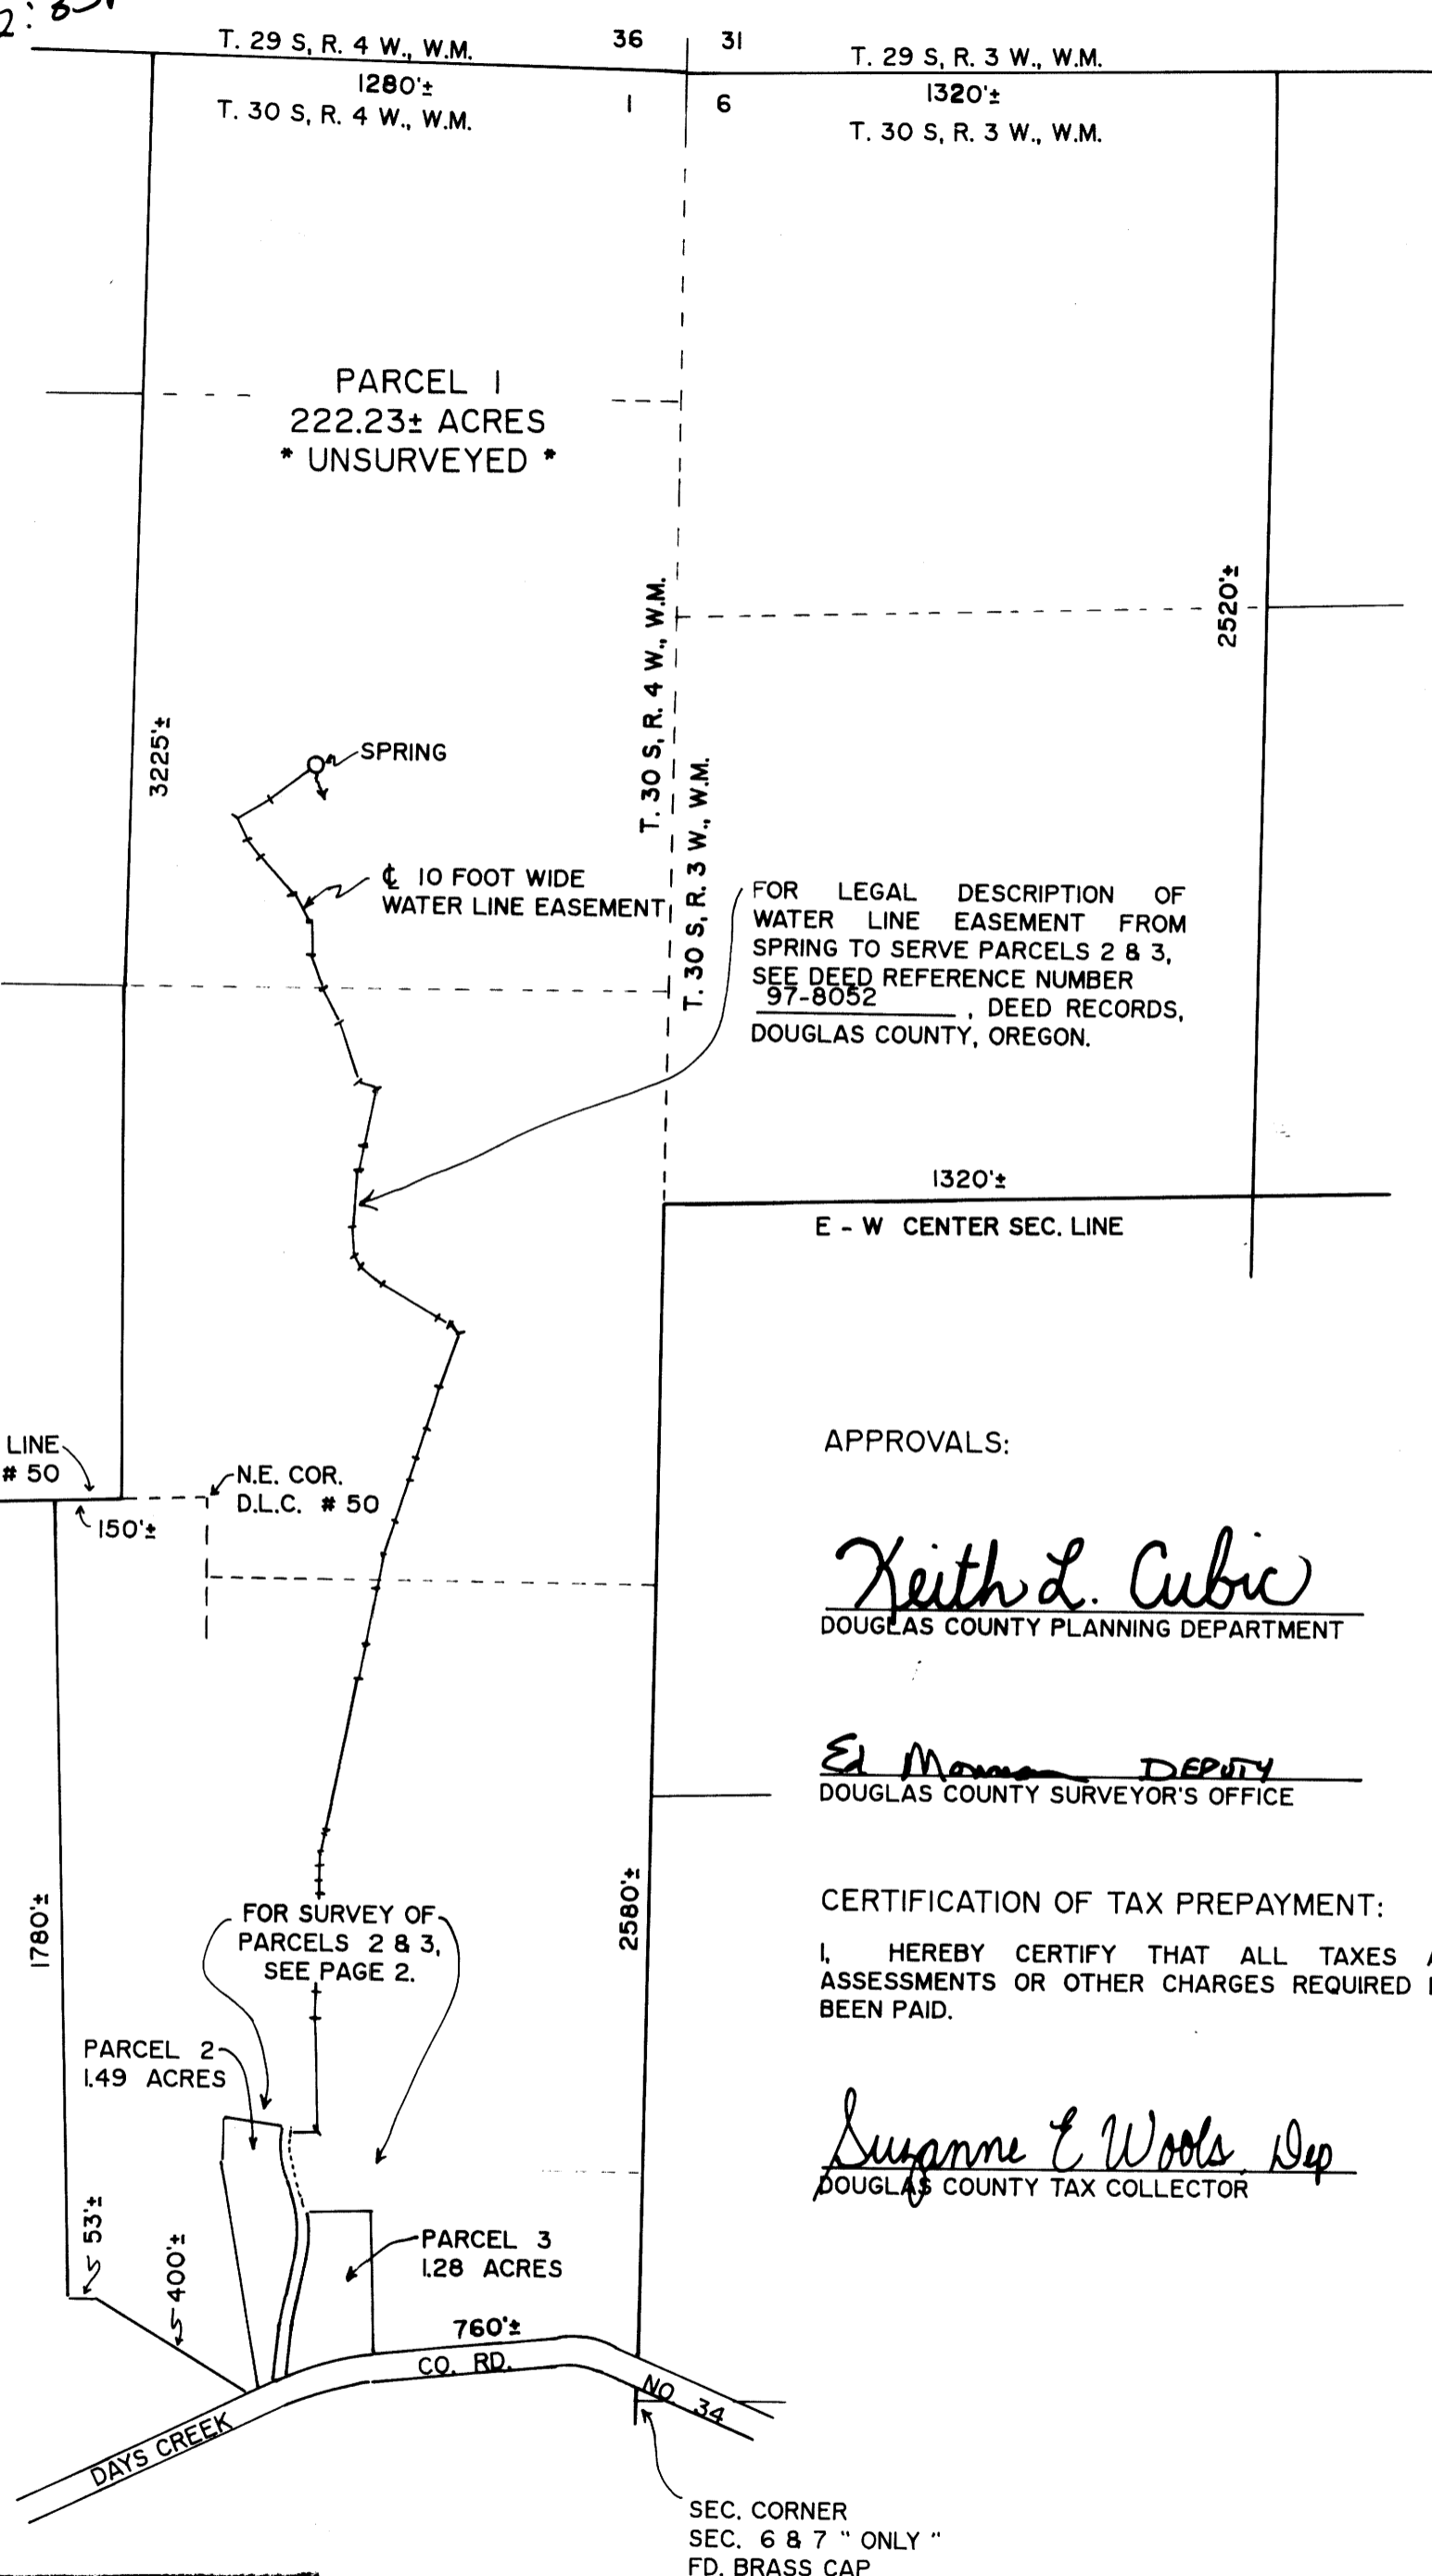 T. 29 S, R. 4 W., W.M.
36
31
T. 29 S, R. 3 W., W.M.
1280'±
1320'±
T. 30 S, R. 4 W., W.M.
1
6
T. 30 S, R. 3 W., W.M.
PARCEL 1
222.23± ACRES
* UNSURVEYED *
2520'±
T. 30 S, R. 4 W., W.M.
T. 30 S, R. 3 W., W.M.
3225'±
SPRING
℄ 10 FOOT WIDE
WATER LINE EASEMENT
FOR LEGAL DESCRIPTION OF
WATER LINE EASEMENT FROM
SPRING TO SERVE PARCELS 2 & 3,
SEE DEED REFERENCE NUMBER
97-8052, DEED RECORDS,
DOUGLAS COUNTY, OREGON.
1320'±
E - W CENTER SEC. LINE
APPROVALS:
LINE
# 50
N.E. COR.
D.L.C. # 50
150'±
Keith L. Cubic
DOUGLAS COUNTY PLANNING DEPARTMENT
Ed DEPUTY
DOUGLAS COUNTY SURVEYOR'S OFFICE
1780'±
2580'±
CERTIFICATION OF TAX PREPAYMENT:
I, HEREBY CERTIFY THAT ALL TAXES
ASSESSMENTS OR OTHER CHARGES REQUIRED
BEEN PAID.
FOR SURVEY OF
PARCELS 2 & 3,
SEE PAGE 2.
PARCEL 2
1.49 ACRES
Suzanne E Wools, Dep
DOUGLAS COUNTY TAX COLLECTOR
53'±
400'±
PARCEL 3
1.28 ACRES
760'±
DAYS CREEK CO. RD. NO. 34
SEC. CORNER
SEC. 6 & 7 " ONLY "
FD. BRASS CAP